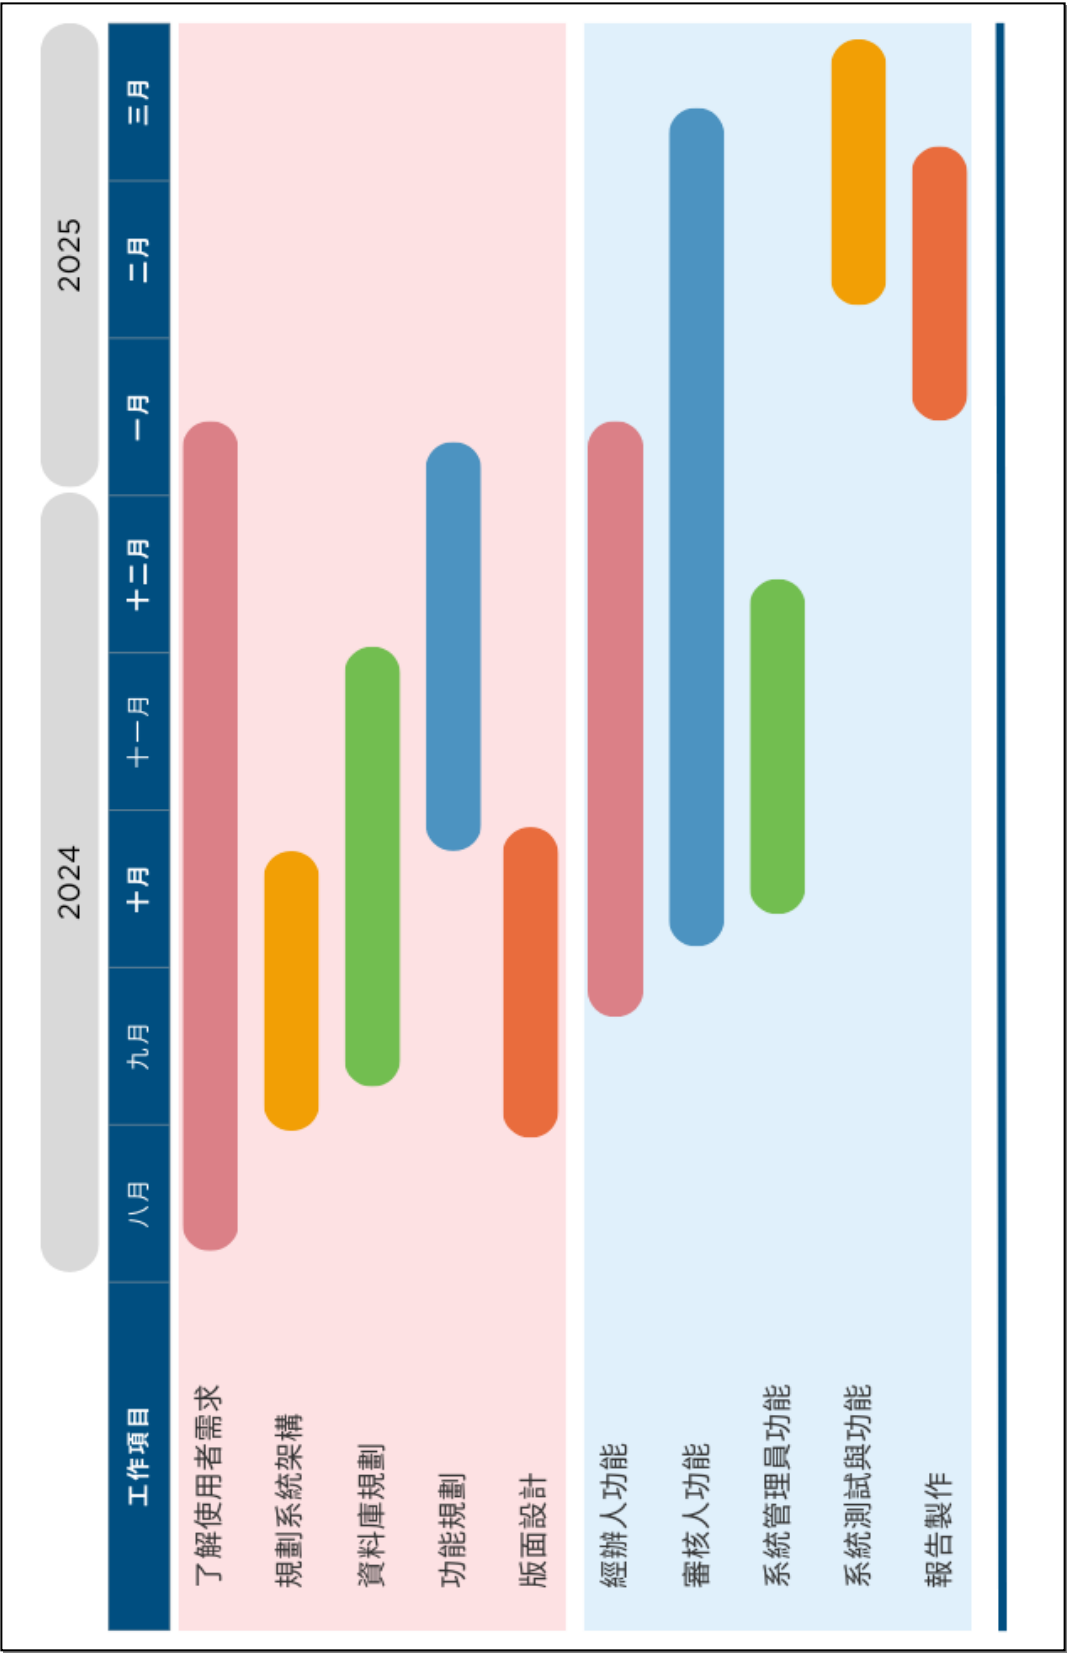 2024
2025
工作項目
八月
九月
十月
十一月
十二月
一月
二月
三月
了解使用者需求
規劃系統架構
資料庫規劃
功能規劃
版面設計
經辦人功能
審核人功能
系統管理員功能
系統測試與功能
報告製作